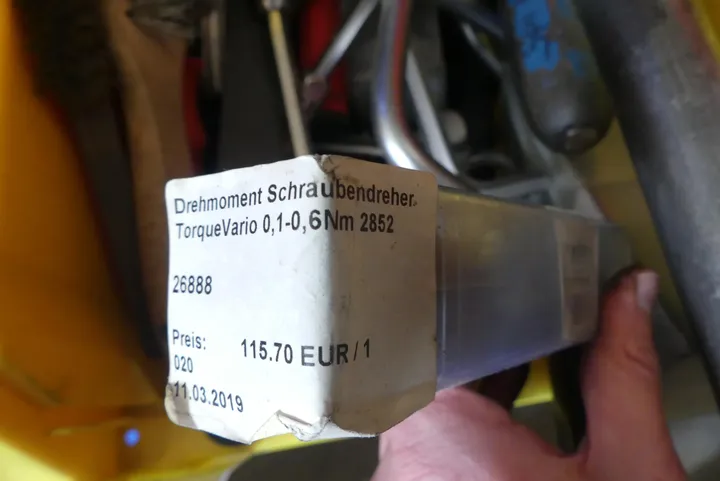 Drehmoment Schraubendreher
TorqueVario 0,1-0,6Nm 2852
26888
Preis: 115.70 EUR / 1
020
11.03.2019